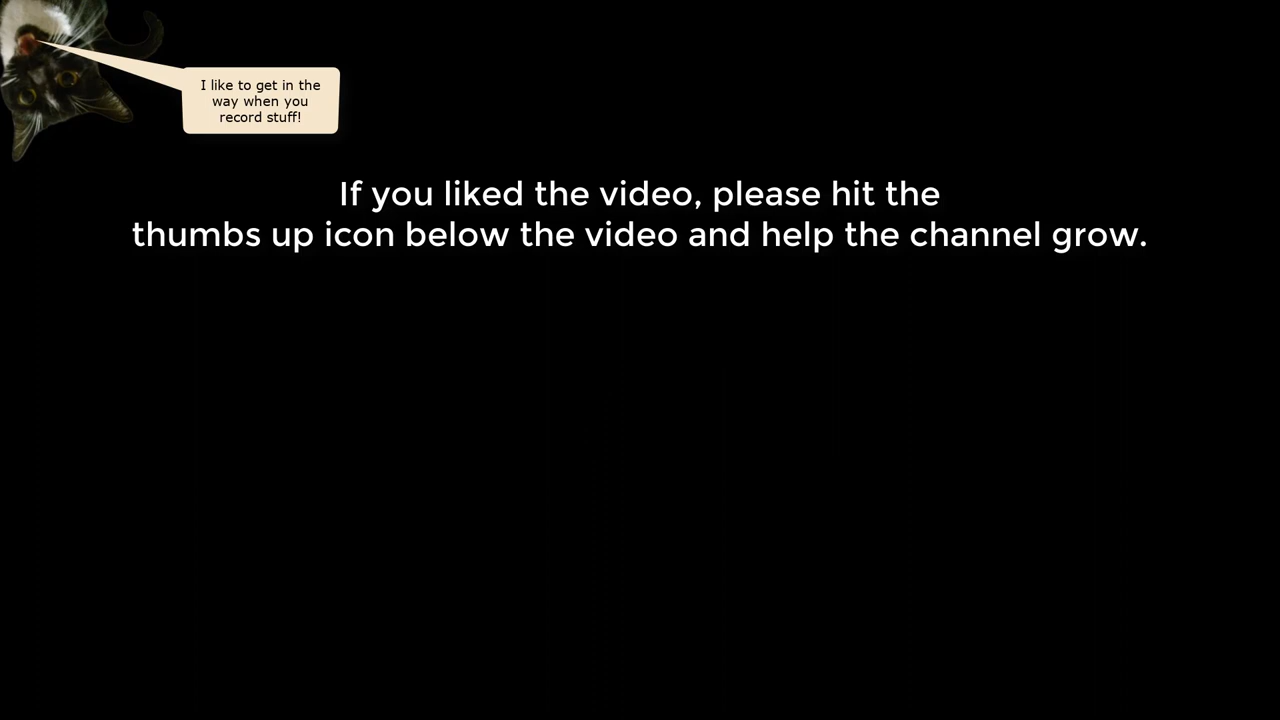 I like to get in the
way when you
record stuff!
If you liked the video, please hit the
thumbs up icon below the video and help the channel grow.